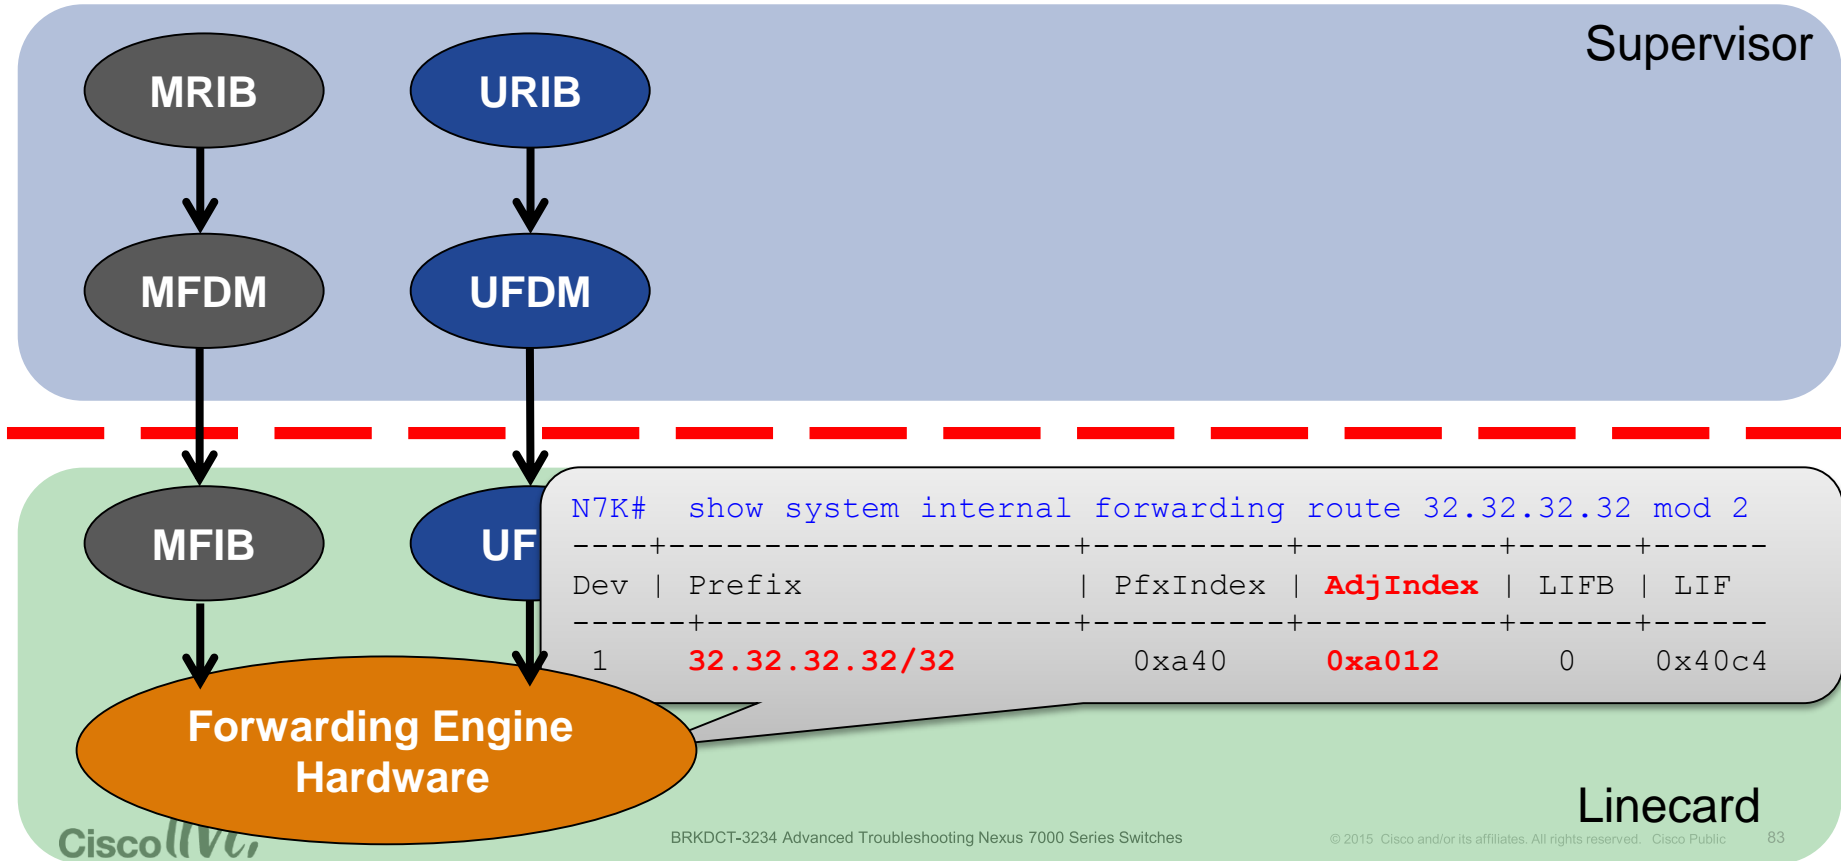 Supervisor
MRIB
URIB
MFDM
UFDM
MFIB
UF
N7K#  show system internal forwarding route 32.32.32.32 mod 2
----+---------------------+----------+----------+------+------
Dev | Prefix              | PfxIndex | AdjIndex | LIFB | LIF
------+-------------------+----------+----------+------+------
1    32.32.32.32/32         0xa40     0xa012      0    0x40c4
Forwarding Engine
Hardware
Linecard
Cisco live!
BRKDCT-3234 Advanced Troubleshooting Nexus 7000 Series Switches
© 2015 Cisco and/or its affiliates. All rights reserved. Cisco Public
83